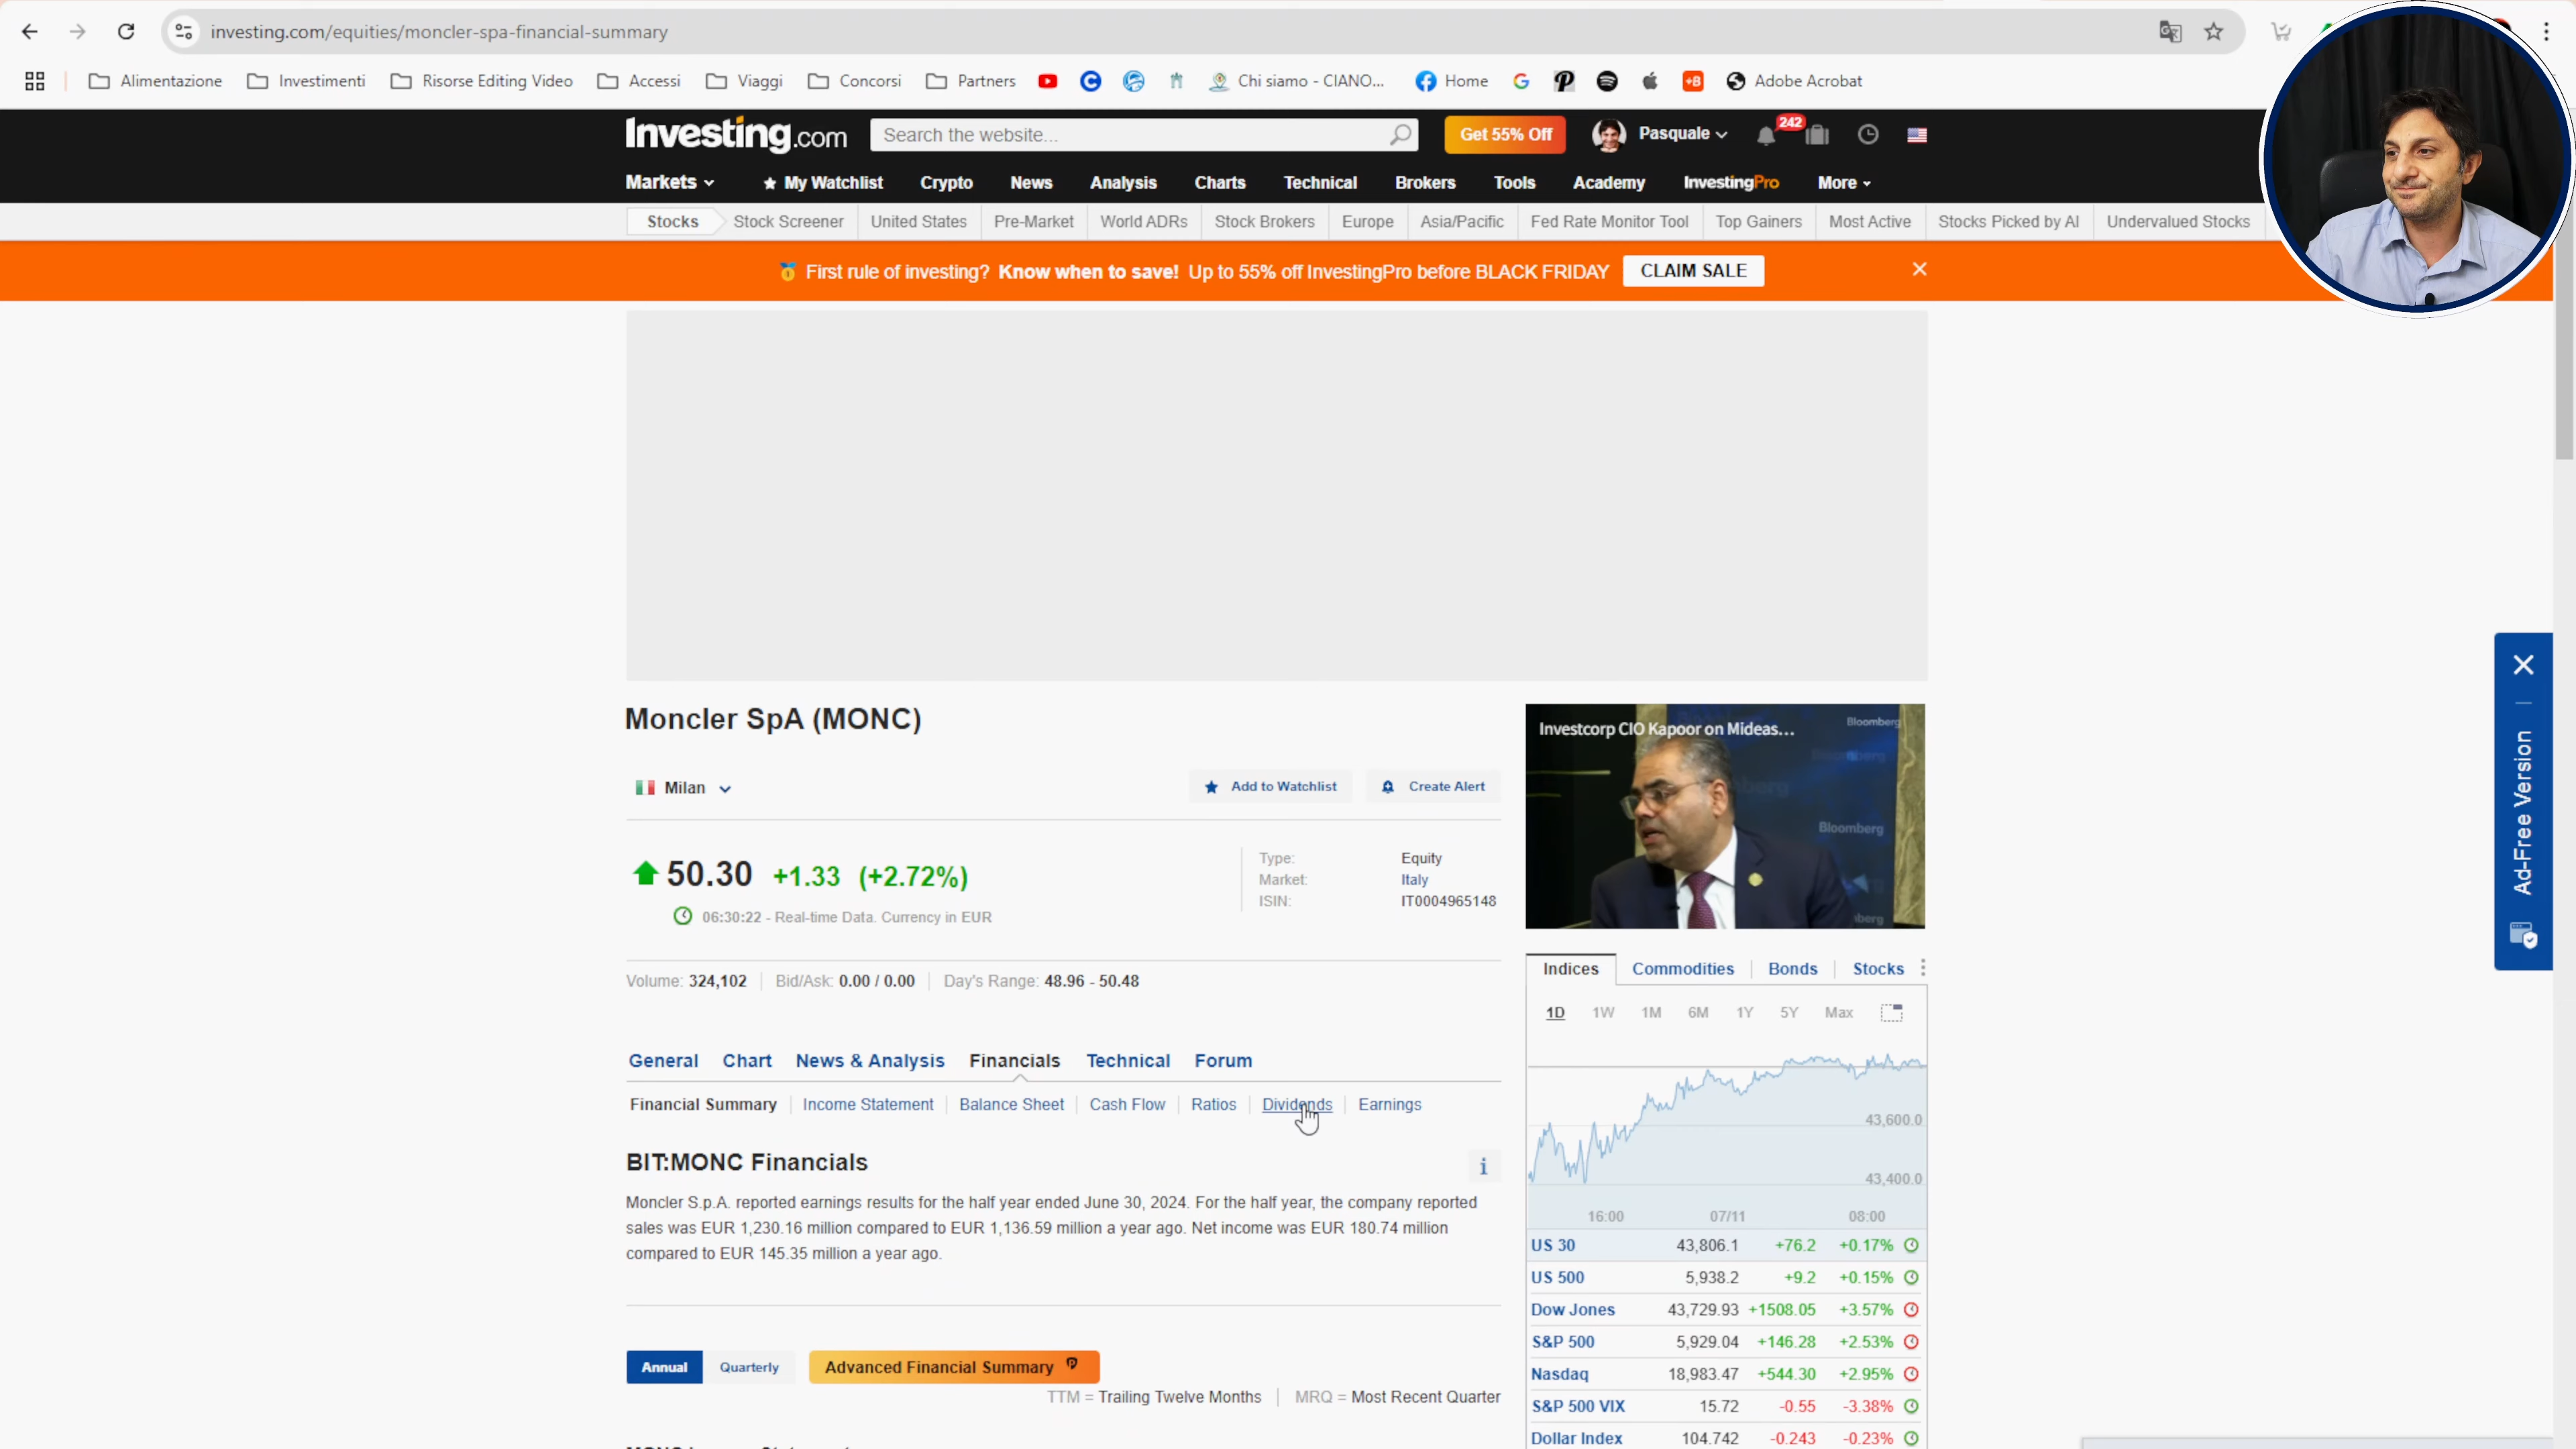 investing.com/equities/moncler-spa-financial-summary
Alimentazione Investimenti Risorse Editing Video Accessi Viaggi Concorsi Partners Chi siamo - CIANO... Home Adobe Acrobat
Investing.com Search the website... Get 55% Off Pasquale 242
Markets My Watchlist Crypto News Analysis Charts Technical Brokers Tools Academy InvestingPro More
Stocks Stock Screener United States Pre-Market World ADRs Stock Brokers Europe Asia/Pacific Fed Rate Monitor Tool Top Gainers Most Active Stocks Picked by AI Undervalued Stocks
First rule of investing? Know when to save! Up to 55% off InvestingPro before BLACK FRIDAY CLAIM SALE
Moncler SpA (MONC)
Milan Add to Watchlist Create Alert
50.30 +1.33 (+2.72%)
06:30:22 - Real-time Data. Currency in EUR
Type: Equity
Market: Italy
ISIN: IT0004965148
Volume: 324,102 Bid/Ask: 0.00 / 0.00 Day's Range: 48.96 - 50.48
General Chart News & Analysis Financials Technical Forum
Financial Summary Income Statement Balance Sheet Cash Flow Ratios Dividends Earnings
BIT:MONC Financials
Moncler S.p.A. reported earnings results for the half year ended June 30, 2024. For the half year, the company reported
sales was EUR 1,230.16 million compared to EUR 1,136.59 million a year ago. Net income was EUR 180.74 million
compared to EUR 145.35 million a year ago.
Annual Quarterly Advanced Financial Summary
TTM = Trailing Twelve Months MRQ = Most Recent Quarter
Investcorp CIO Kapoor on Mideas...
Bloomberg
Bloomberg
Indices Commodities Bonds Stocks
1D 1W 1M 6M 1Y 5Y Max
43,600.0
43,400.0
16:00 07/11 08:00
US 30 43,806.1 +76.2 +0.17%
US 500 5,938.2 +9.2 +0.15%
Dow Jones 43,729.93 +1508.05 +3.57%
S&P 500 5,929.04 +146.28 +2.53%
Nasdaq 18,983.47 +544.30 +2.95%
S&P 500 VIX 15.72 -0.55 -3.38%
Dollar Index 104.742 -0.243 -0.23%
Ad-Free Version